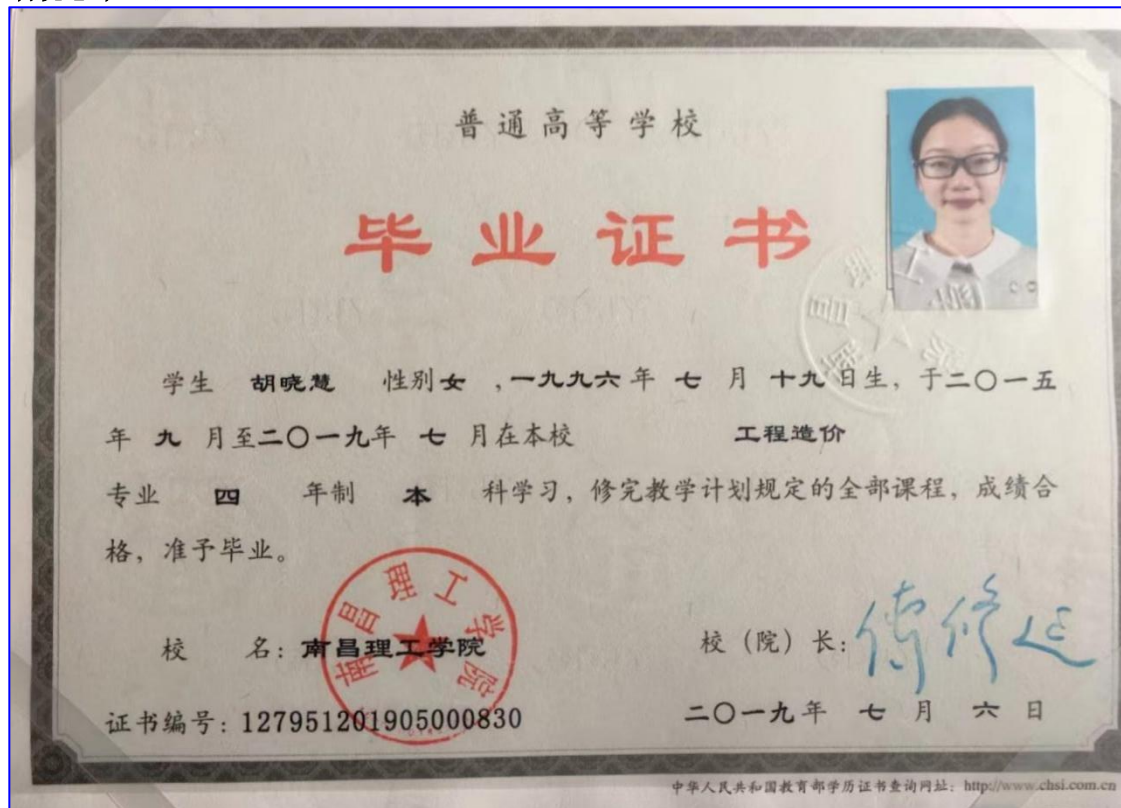 普通高等学校
毕业证书
学生 胡晓慧 性别女 ,一九九六年 七 月 十九日生, 于二〇一五
年 九 月至二〇一九年 七 月在本校 工程造价
专业 四 年制 本 科学习, 修完教学计划规定的全部课程, 成绩合
格, 准予毕业。
南昌理工学院
校 名: 南昌理工学院 校 (院) 长:
证书编号: 127951201905000830 二〇一九年 七 月 六 日
中华人民共和国教育部学历证书查询网址: http://www.chsi.com.cn